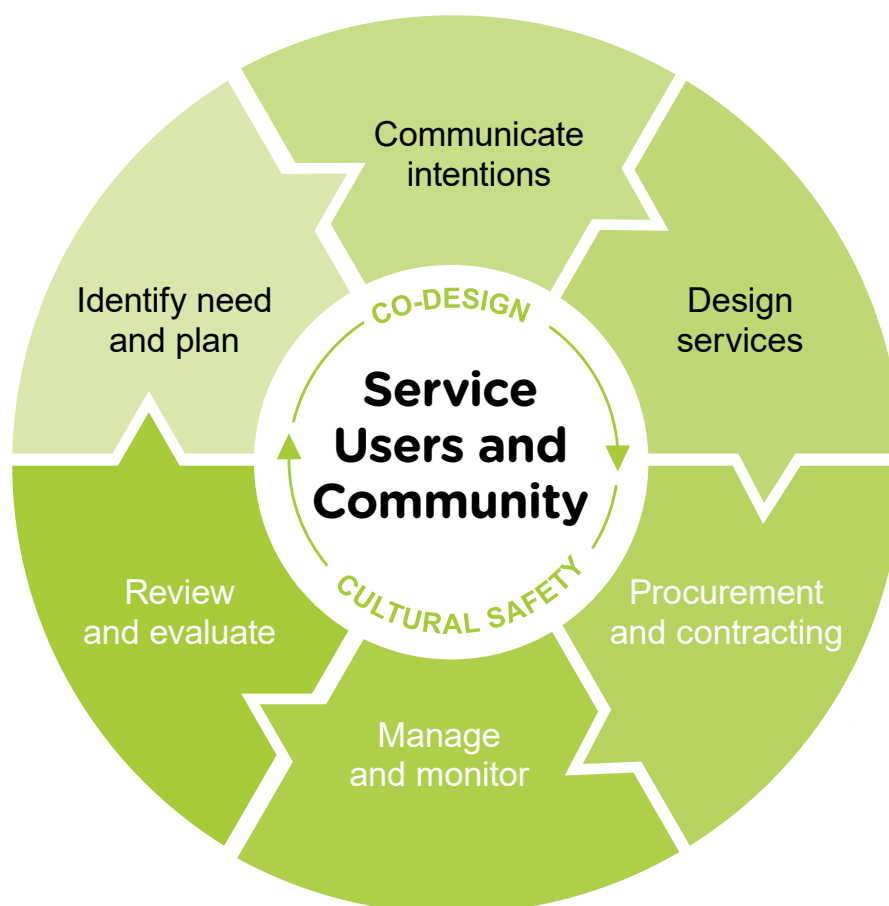 Communicate
intentions
Identify need
and plan
Design
services
CO-DESIGN
Service
Users and
Community
CULTURAL SAFETY
Review
and evaluate
Procurement
and contracting
Manage
and monitor